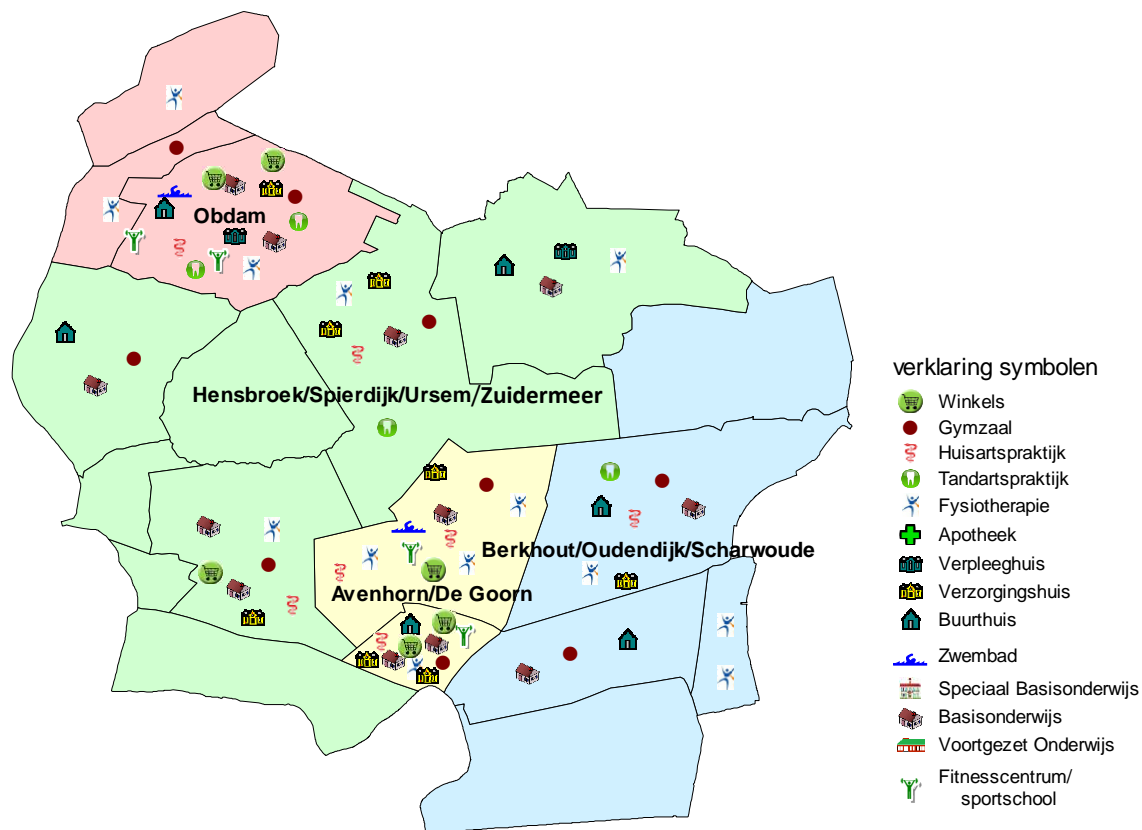 Obdam
Hensbroek/Spierdijk/Ursem/Zuidermeer
Berkhout/Oudendijk/Scharwoude
Avenhorn/De Goorn
verklaring symbolen
Winkels
Gymzaal
Huisartspraktijk
Tandartspraktijk
Fysiotherapie
Apotheek
Verpleeghuis
Verzorgingshuis
Buurthuis
Zwembad
Speciaal Basisonderwijs
Basisonderwijs
Voortgezet Onderwijs
Fitnesscentrum/
sportschool